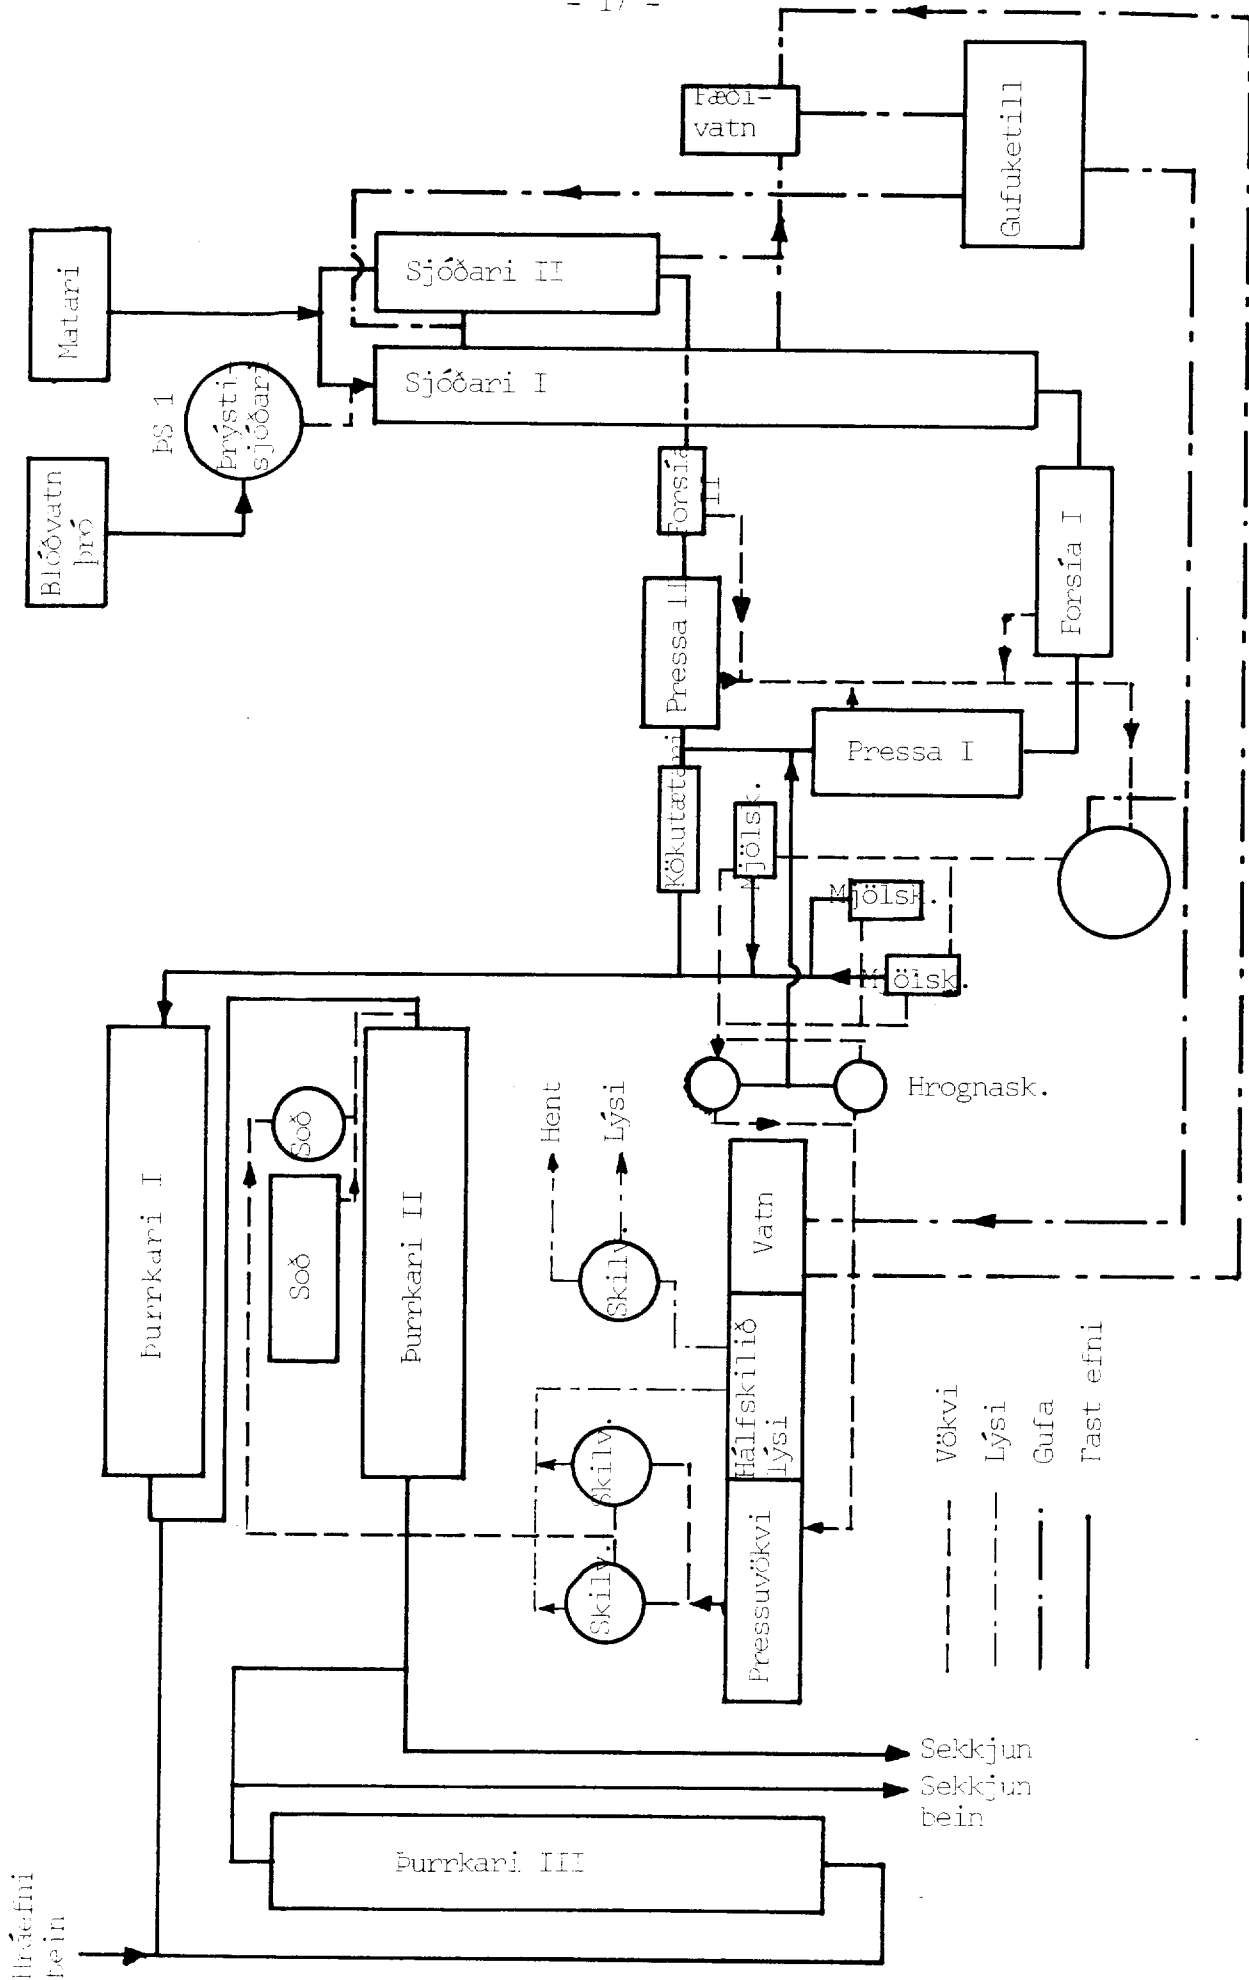 - 17 -
Fæði-
vatn
Gufuketill
Matari
Sjóðari II
Sjóðari I
ÞS 1
Þrýsti-
sjóðari
Blóðvatn
þró
Forsía
II
Forsía I
Pressa II
Pressa I
Kökutætari
Mjölsk.
Mjölsk.
Mjölsk.
Hrognask.
Þurrkari I
Soð
Soð
Þurrkari II
Hent
Lýsi
Skilv.
Vatn
Hálfskilið
lýsi
Pressuvökvi
Skilv.
Skilv.
Vökvi
Lýsi
Gufa
Fast efni
Sekkjun
Sekkjun
bein
Þurrkari III
Hráefni
bein